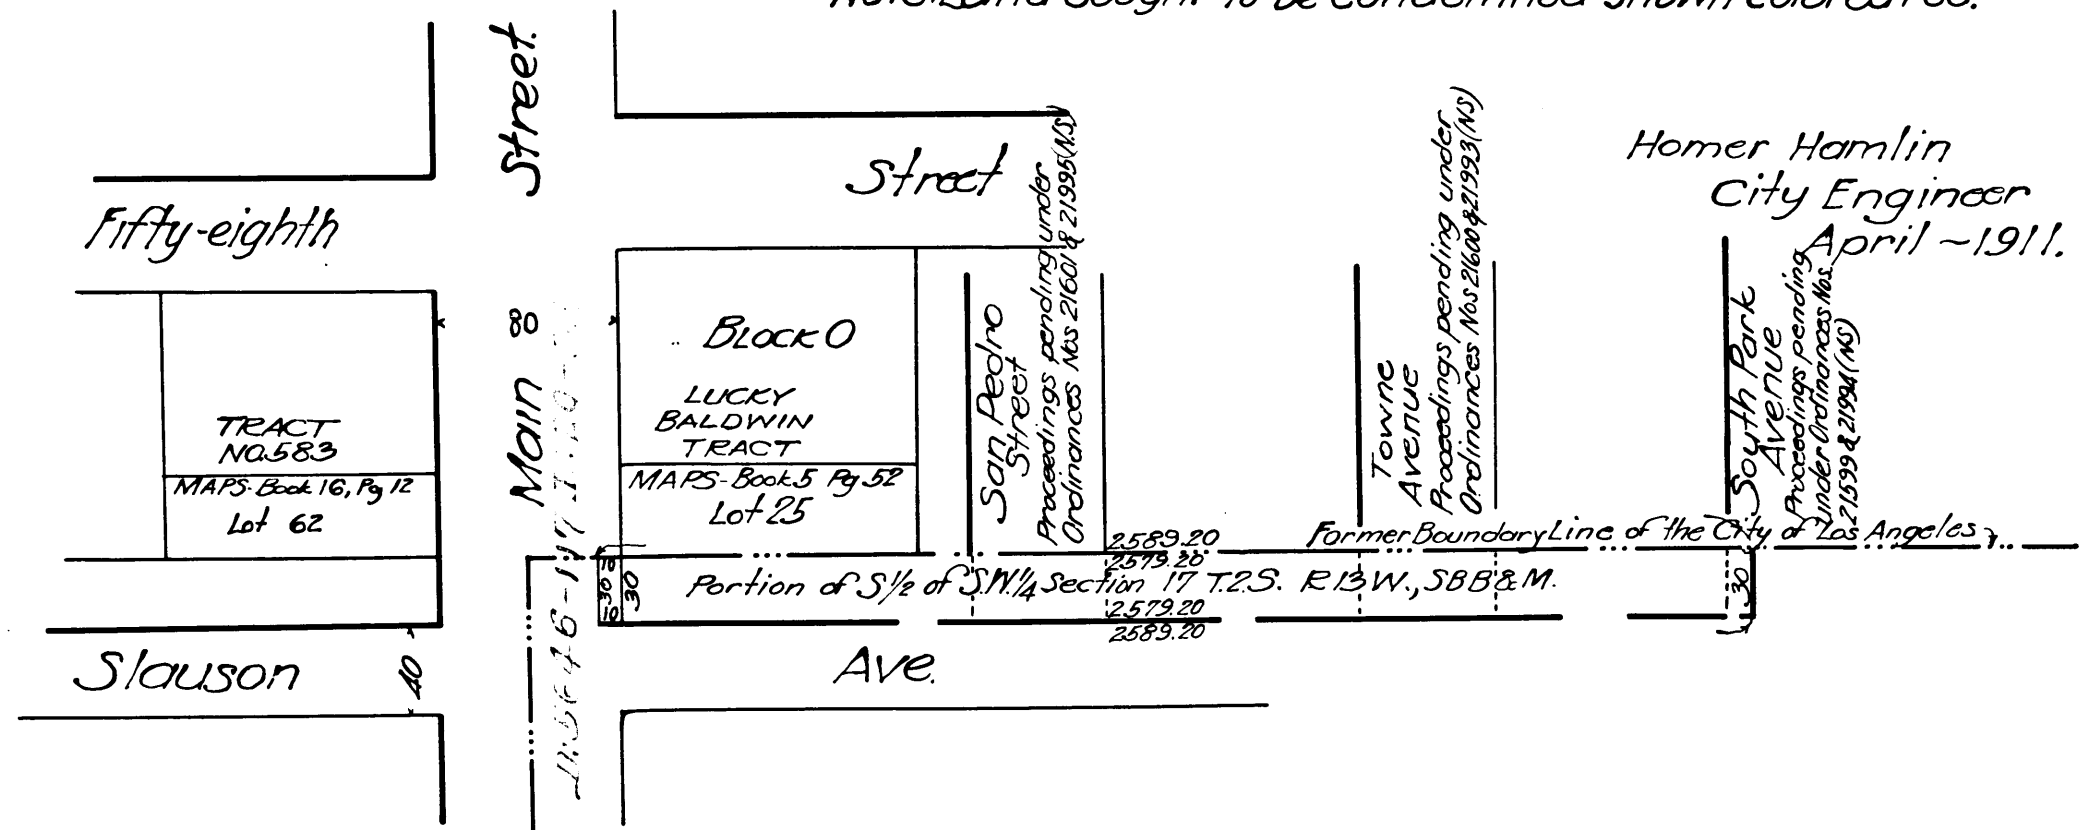 Street
Homer Hamlin
City Engineer
April ~ 1911.
Fifty-eighth
Street
Main
80
TRACT
NO.583
MAPS-Book 16, Pg 12
Lot 62
BLOCK O
LUCKY
BALDWIN
TRACT
MAPS-Book 5 Pg 52
Lot 25
San Pedro
Street
Proceedings pending under
Ordinances Nos 21601 & 21995 (N.S)
Towne
Avenue
Proceedings pending under
Ordinances Nos 21600 & 21993 (NS)
South Park
Avenue
Proceedings pending
under Ordinances Nos.
21599 & 21994 (NS)
2589.20
Former Boundary Line of the City of Los Angeles
2579.20
10
30
10
30
Portion of S½ of S.W.¼ Section 17 T.2.S. R.13W., S.B.B.& M.
30
2579.20
2589.20
Slauson
40
Ave.